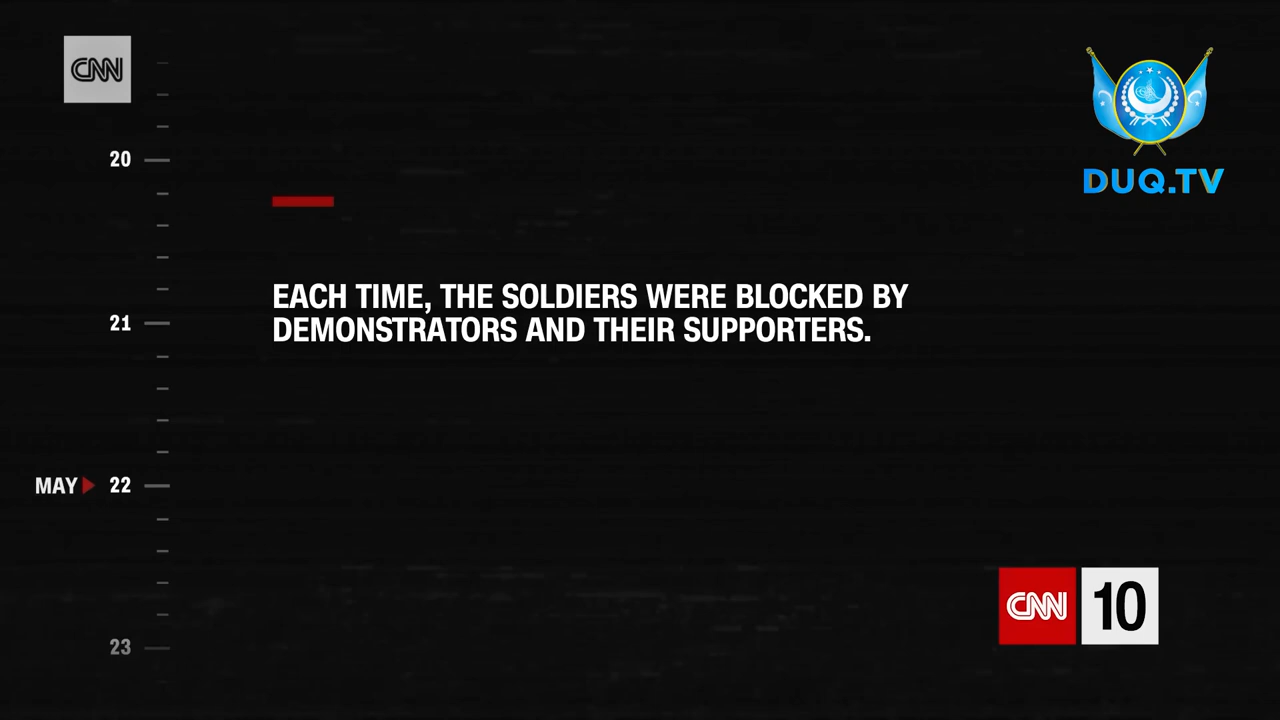 CNN
DUQ.TV
20
EACH TIME, THE SOLDIERS WERE BLOCKED BY
DEMONSTRATORS AND THEIR SUPPORTERS.
21
MAY 22
CNN 10
23